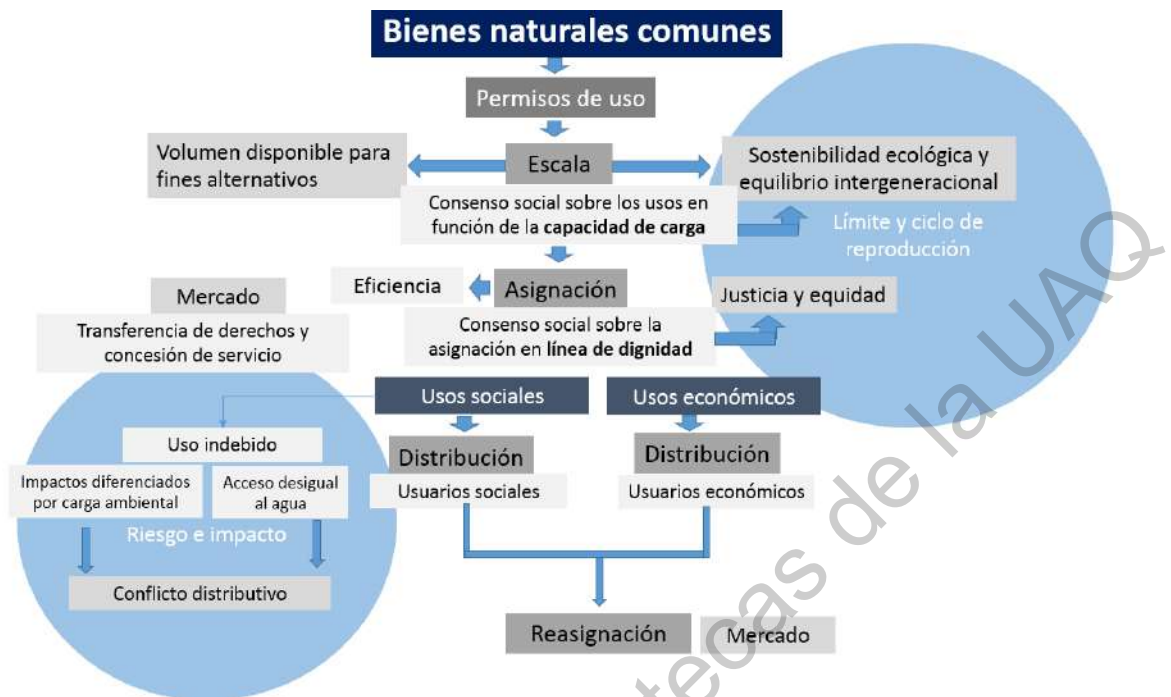 Bienes naturales comunes
Permisos de uso
Volumen disponible para
fines alternativos
Escala
Sostenibilidad ecológica y
equilibrio intergeneracional
Consenso social sobre los usos en
función de la capacidad de carga
Límite y ciclo de
reproducción
Eficiencia
Asignación
Justicia y equidad
Consenso social sobre la
asignación en línea de dignidad
Mercado
Transferencia de derechos y
concesión de servicio
Usos sociales
Usos económicos
Uso indebido
Distribución
Usuarios sociales
Distribución
Usuarios económicos
Impactos diferenciados
por carga ambiental
Acceso desigual
al agua
Riesgo e impacto
Conflicto distributivo
Reasignación
Mercado
tecas de la UAQ